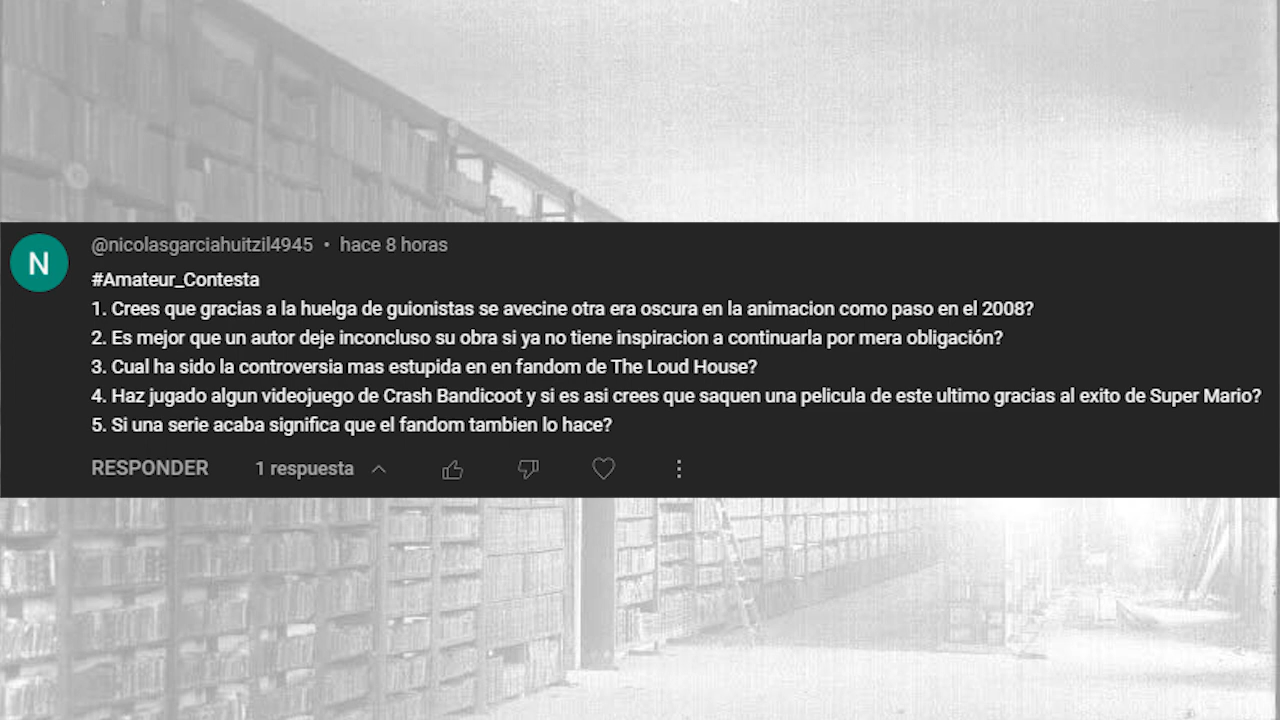 N
@nicolasgarciahuitzil4945 • hace 8 horas
#Amateur_Contesta
1. Crees que gracias a la huelga de guionistas se avecine otra era oscura en la animacion como paso en el 2008?
2. Es mejor que un autor deje inconcluso su obra si ya no tiene inspiracion a continuarla por mera obligación?
3. Cual ha sido la controversia mas estupida en en fandom de The Loud House?
4. Haz jugado algun videojuego de Crash Bandicoot y si es asi crees que saquen una pelicula de este ultimo gracias al exito de Super Mario?
5. Si una serie acaba significa que el fandom tambien lo hace?
RESPONDER 1 respuesta